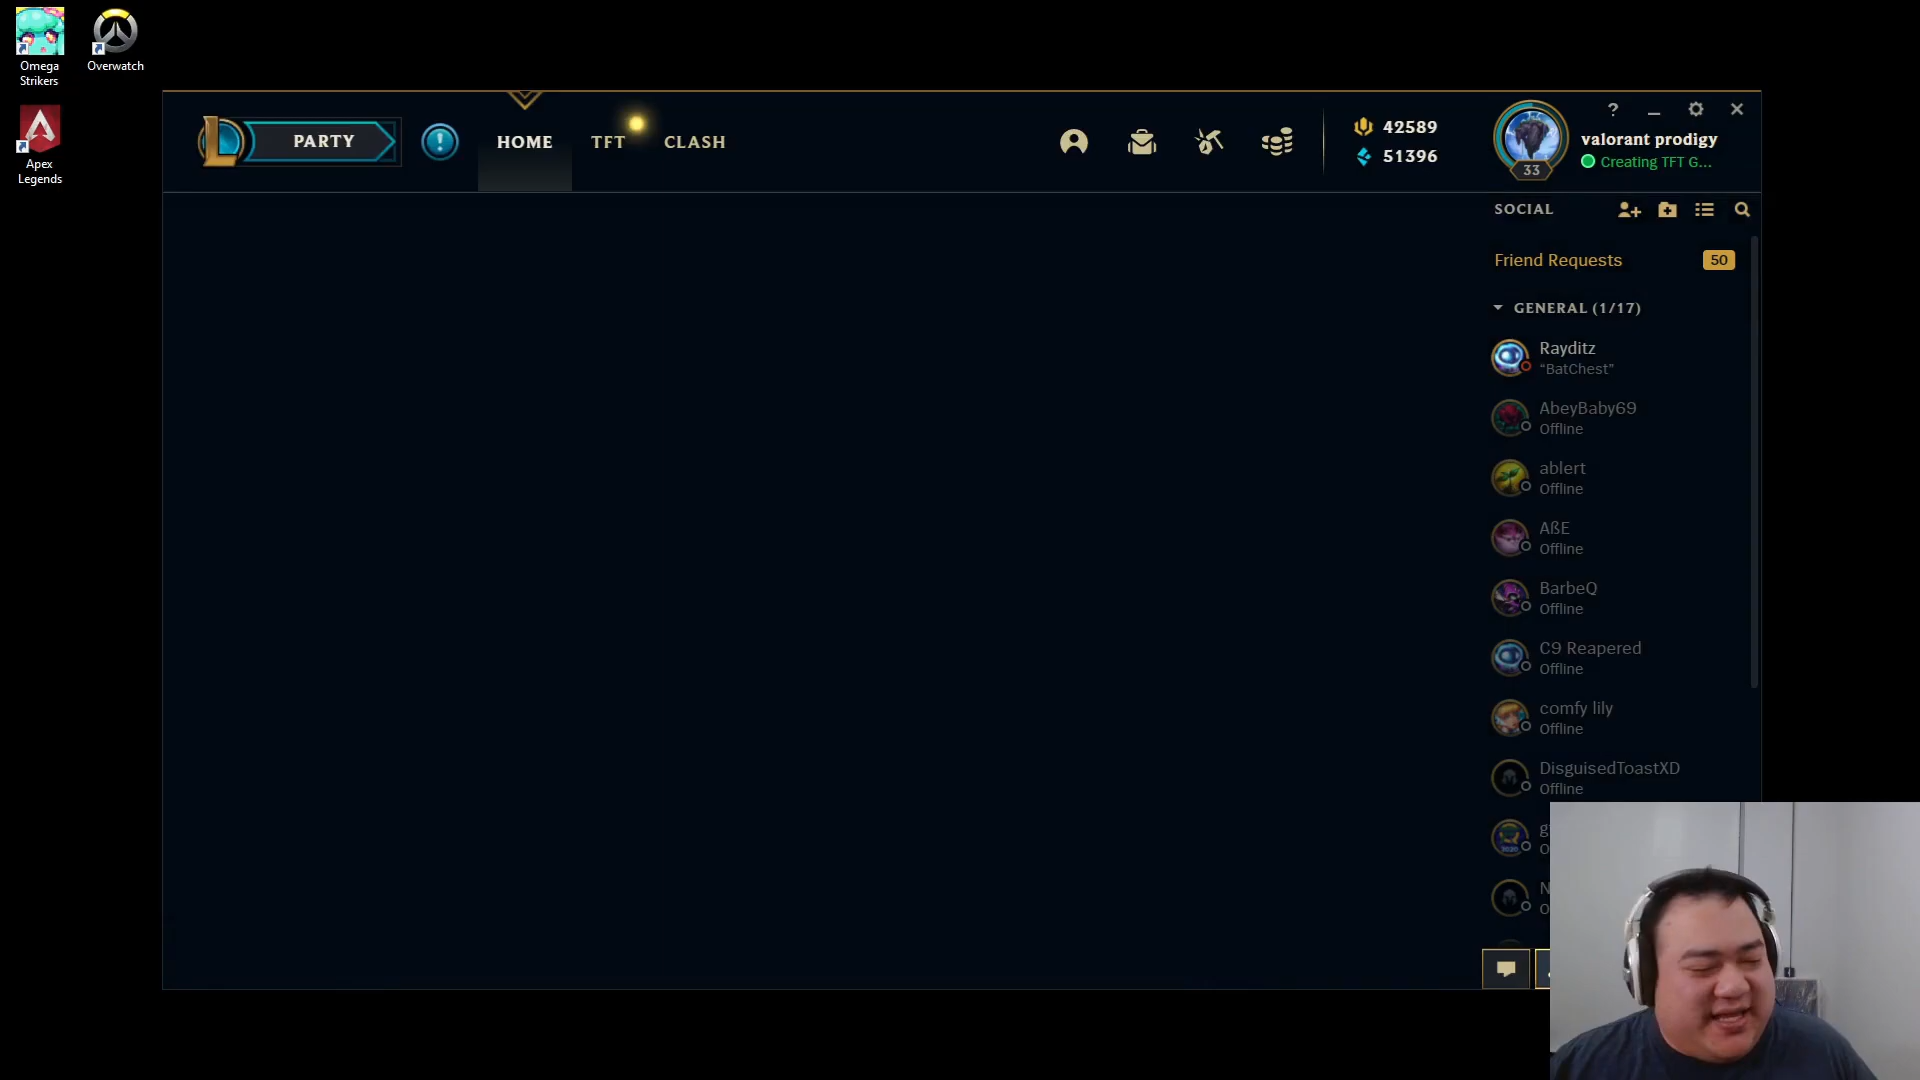 Omega
Strikers
Overwatch
Apex
Legends
PARTY
HOME
TFT
CLASH
42589
51396
33
valorant prodigy
Creating TFT G...
SOCIAL
Friend Requests
50
GENERAL (1/17)
Rayditz
“BatChest”
AbeyBaby69
Offline
ablert
Offline
AßE
Offline
BarbeQ
Offline
C9 Reapered
Offline
comfy lily
Offline
DisguisedToastXD
Offline